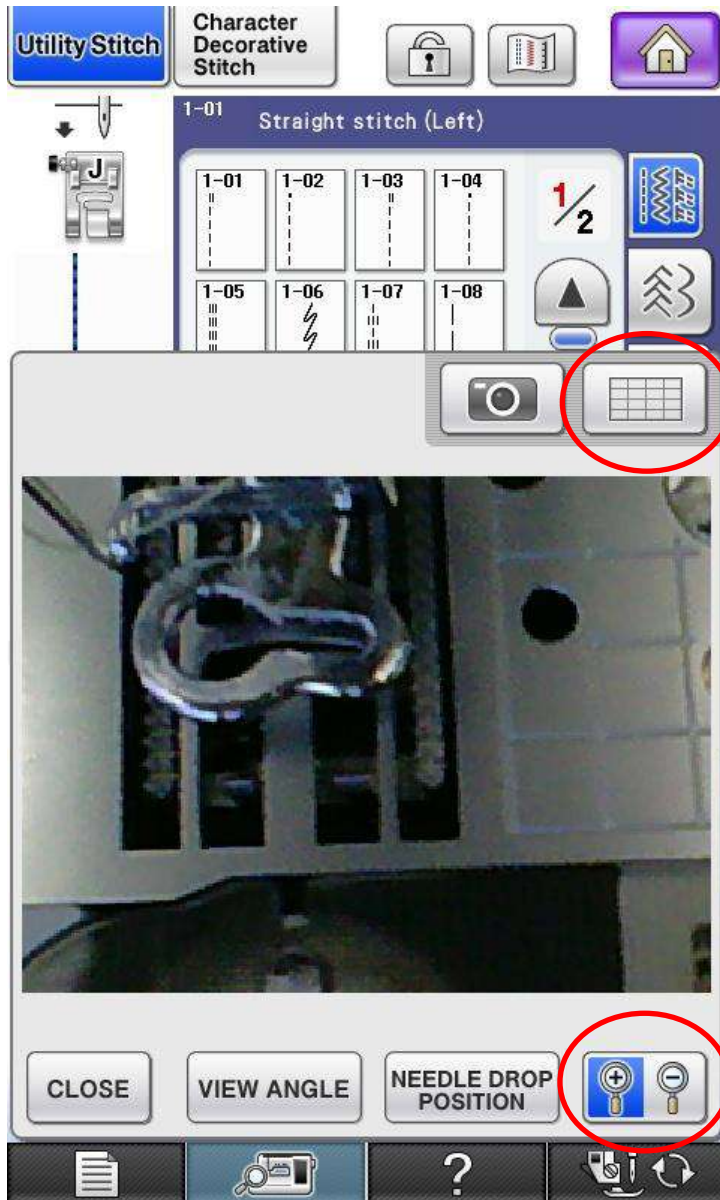 Utility Stitch
Character
Decorative
Stitch
1-01
Straight stitch (Left)
J
1-01
1-02
1-03
1-04
1/2
1-05
1-06
1-07
1-08
CLOSE
VIEW ANGLE
NEEDLE DROP
POSITION
?